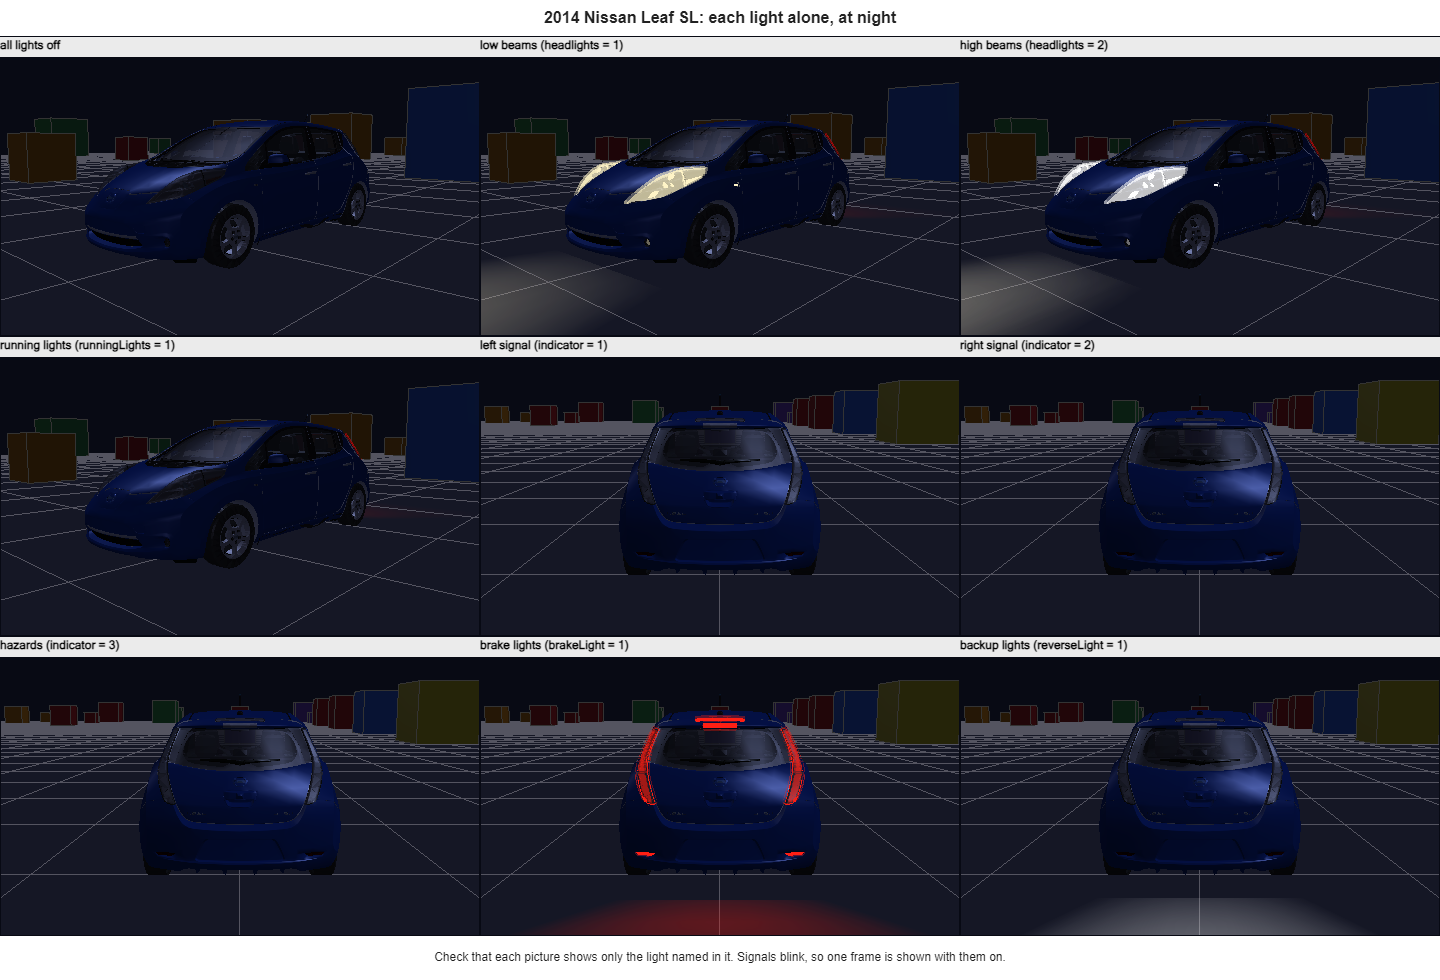 2014 Nissan Leaf SL: each light alone, at night
all lights off
low beams (headlights = 1)
high beams (headlights = 2)
running lights (runningLights = 1)
left signal (indicator = 1)
right signal (indicator = 2)
hazards (indicator = 3)
brake lights (brakeLight = 1)
backup lights (reverseLight = 1)
Check that each picture shows only the light named in it. Signals blink, so one frame is shown with them on.